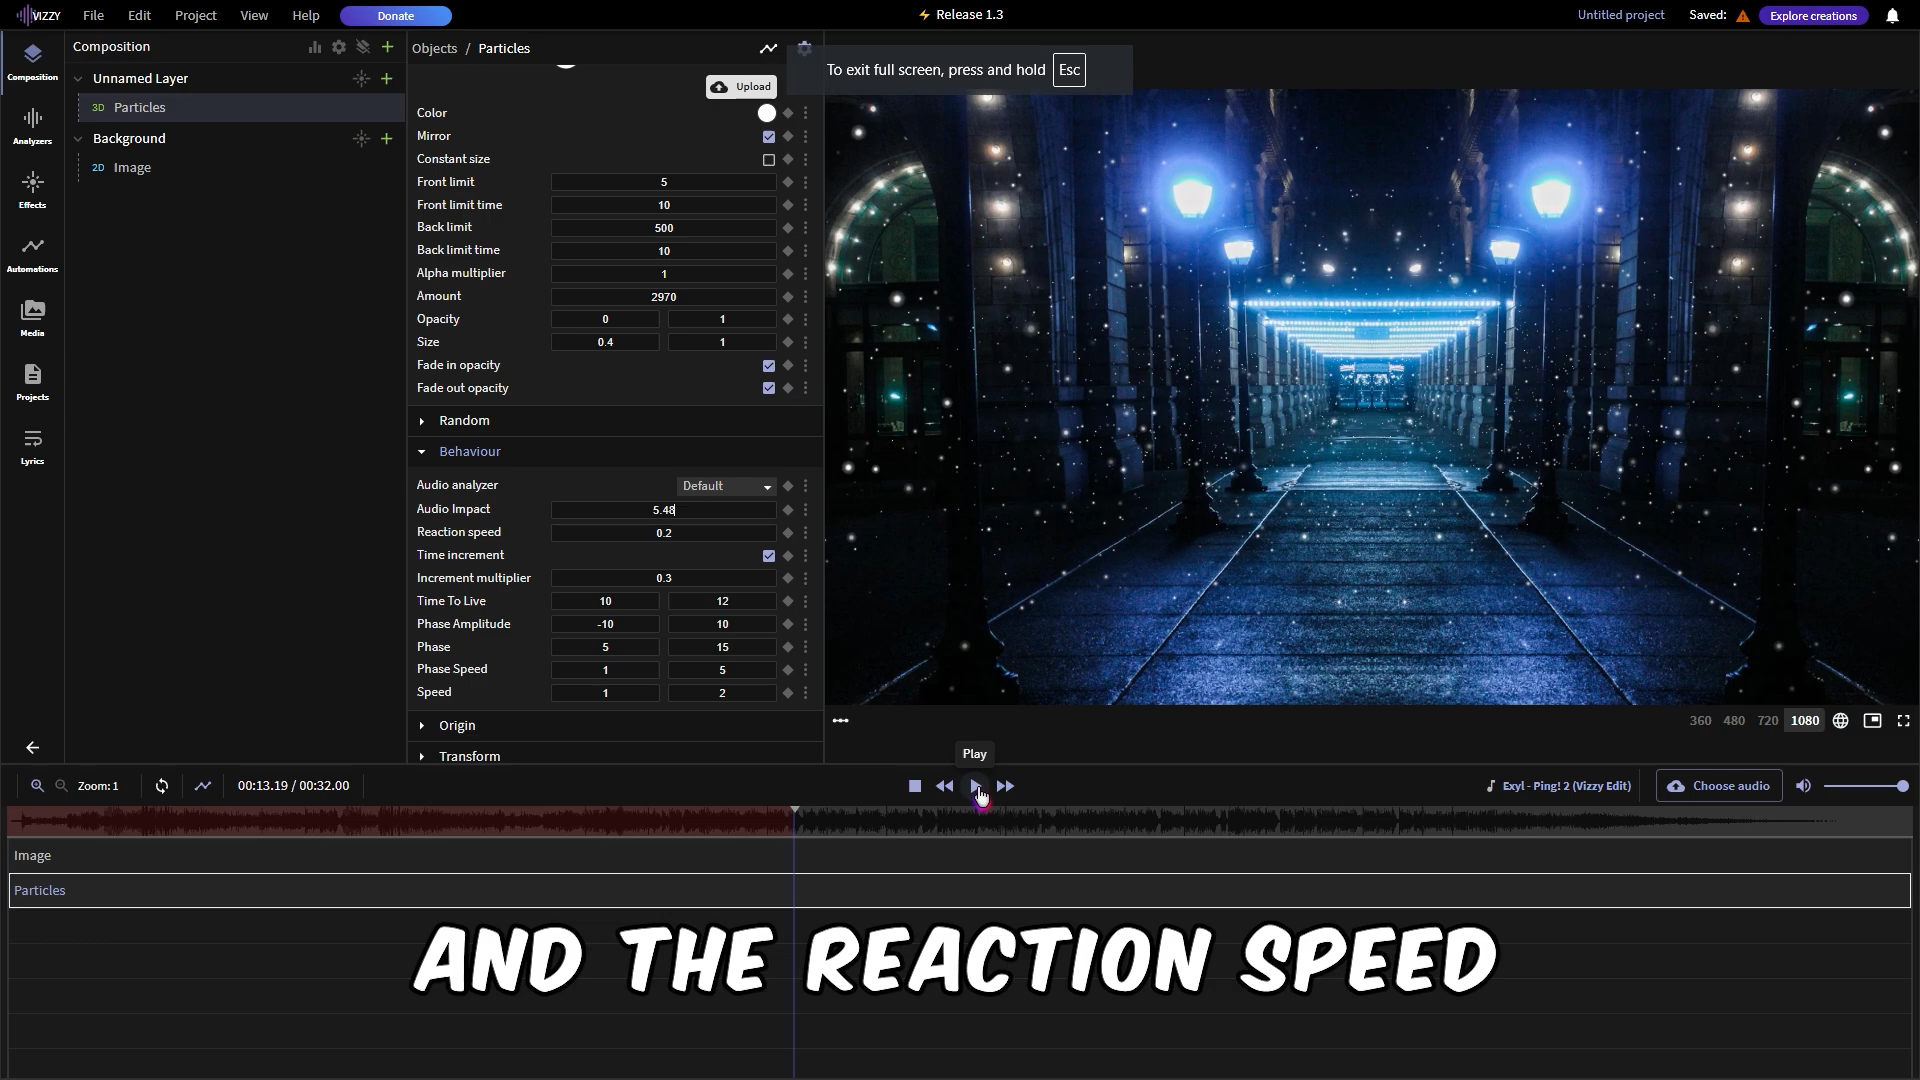 VIZZY File Edit Project View Help Donate ⚡ Release 1.3 Untitled project Saved: Explore creations
Composition
Composition
Analyzers
Effects
Automations
Media
Projects
Lyrics
Unnamed Layer
3D Particles
Background
2D Image
Objects / Particles
Upload
Color
Mirror
Constant size
Front limit 5
Front limit time 10
Back limit 500
Back limit time 10
Alpha multiplier 1
Amount 2970
Opacity 0 1
Size 0.4 1
Fade in opacity
Fade out opacity
Random
Behaviour
Audio analyzer Default
Audio Impact 5.48
Reaction speed 0.2
Time increment
Increment multiplier 0.3
Time To Live 10 12
Phase Amplitude -10 10
Phase 5 15
Phase Speed 1 5
Speed 1 2
Origin
Transform
To exit full screen, press and hold Esc
360 480 720 1080
Play
Zoom: 1 00:13.19 / 00:32.00 Exyl - Ping! 2 (Vizzy Edit) Choose audio
Image
Particles
AND THE REACTION SPEED